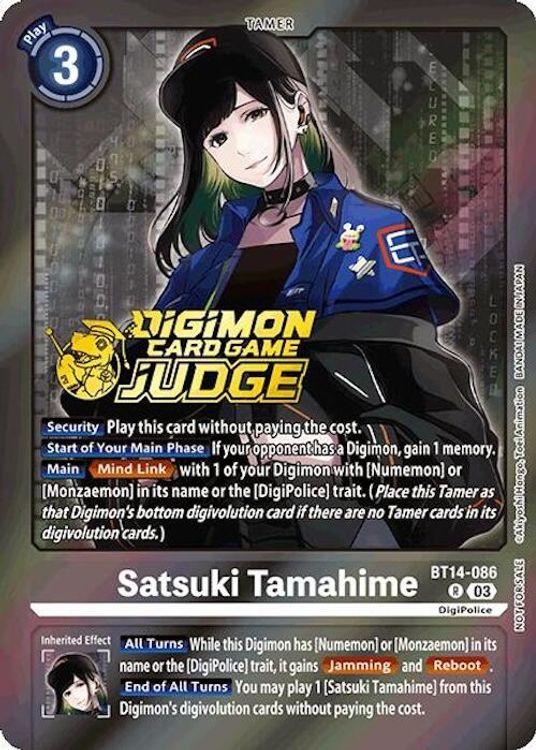 TAMER
Play
3
SECURED
LOCKED
DIGIMON
CARD GAME
JUDGE
Security Play this card without paying the cost.
Start of Your Main Phase If your opponent has a Digimon, gain 1 memory.
Main Mind Link, with 1 of your Digimon with [Numemon] or
[Monzaemon] in its name or the [DigiPolice] trait. (Place this Tamer as
that Digimon's bottom digivolution card if there are no Tamer cards in its
digivolution cards.)
Satsuki Tamahime
BT14-086
R 03
DigiPolice
©Akiyoshi Hongo, Toei Animation BANDAI MADE IN JAPAN
NOT FOR SALE
Inherited Effect
All Turns While this Digimon has [Numemon] or [Monzaemon] in its
name or the [DigiPolice] trait, it gains Jamming and Reboot.
End of All Turns You may play 1 [Satsuki Tamahime] from this
Digimon's digivolution cards without paying the cost.